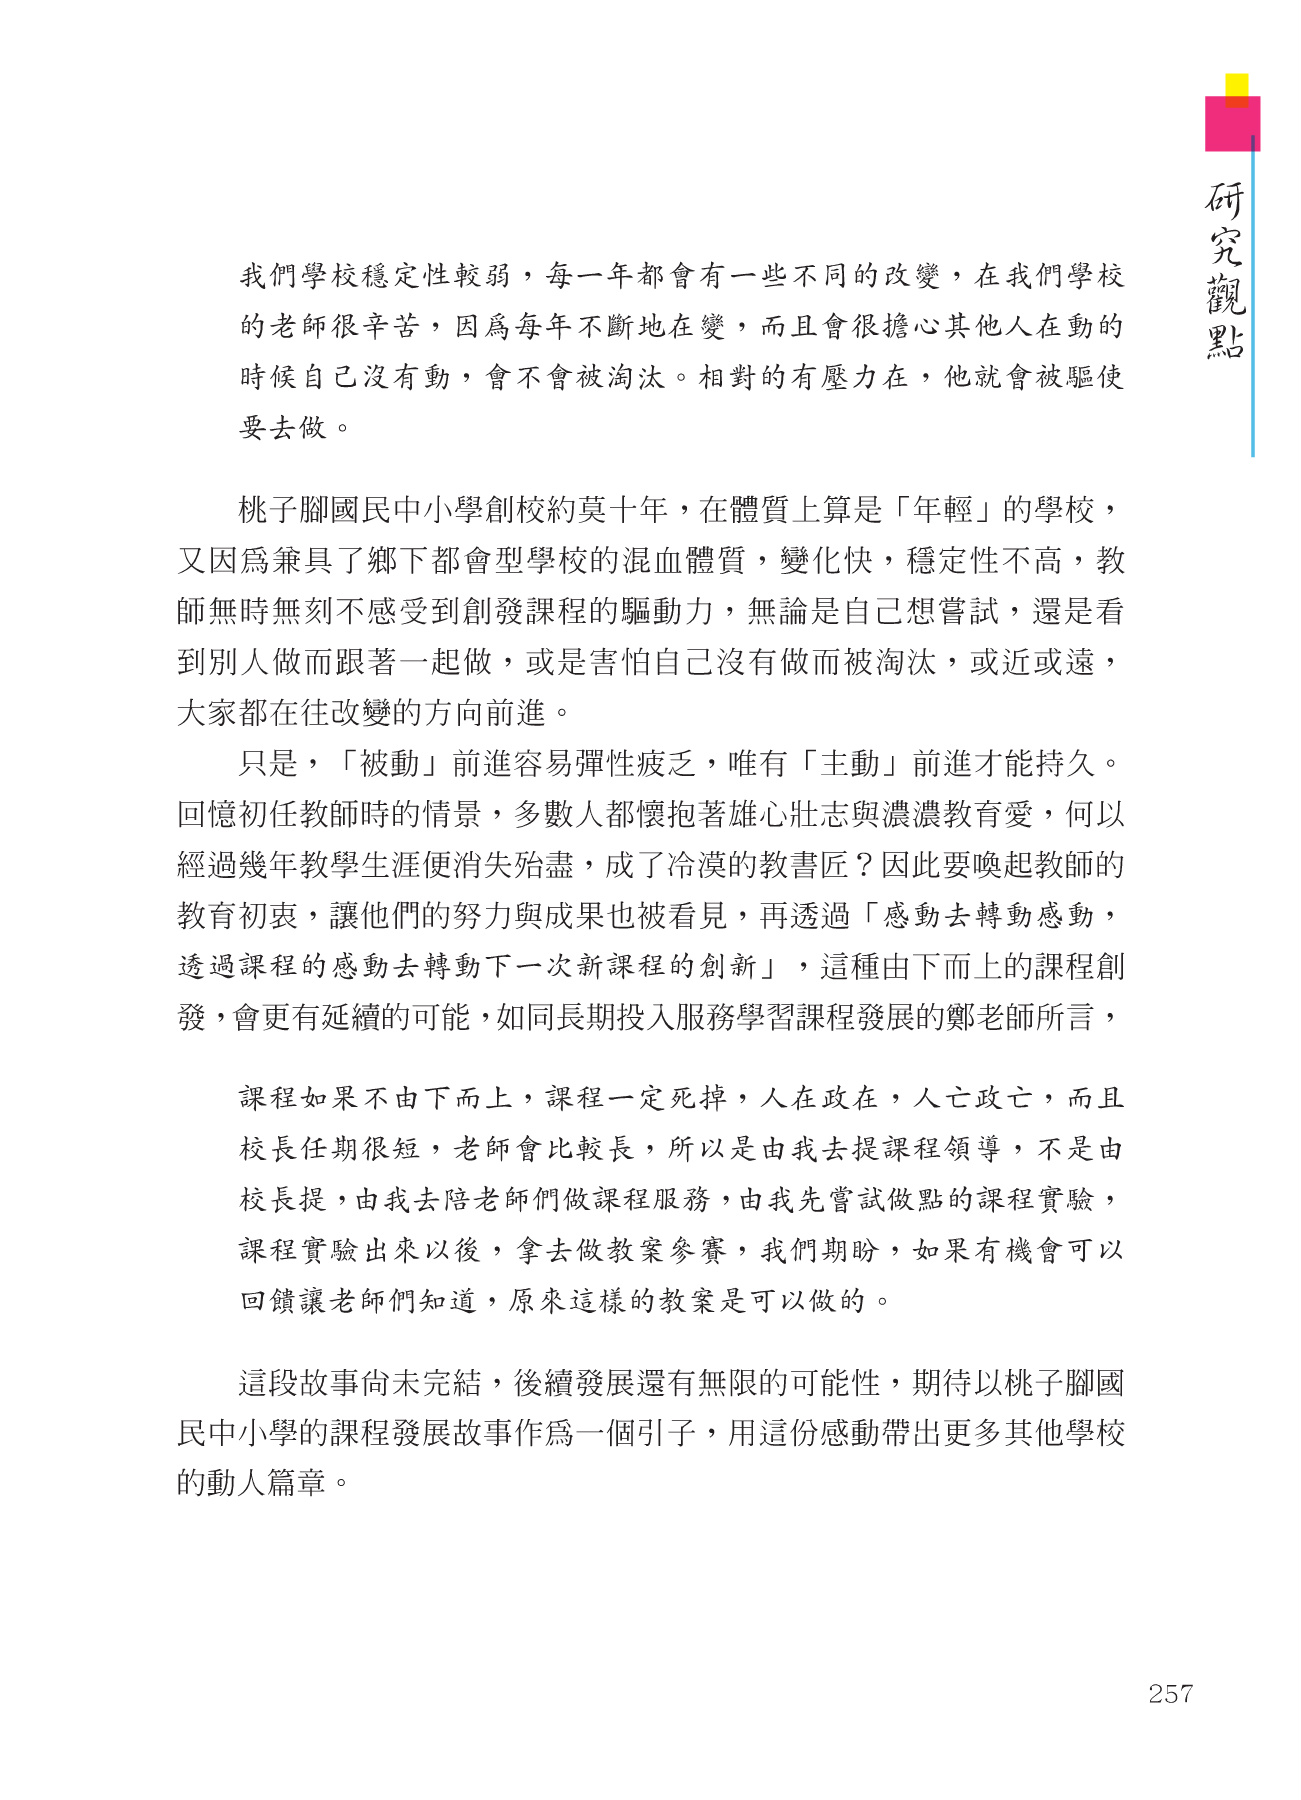 研究觀點
我們學校穩定性較弱，每一年都會有一些不同的改變，在我們學校
的老師很辛苦，因為每年不斷地在變，而且會很擔心其他人在動的
時候自己沒有動，會不會被淘汰。相對的有壓力在，他就會被驅使
要去做。
桃子腳國民中小學創校約莫十年，在體質上算是「年輕」的學校，
又因為兼具了鄉下都會型學校的混血體質，變化快，穩定性不高，教
師無時無刻不感受到創發課程的驅動力，無論是自己想嘗試，還是看
到別人做而跟著一起做，或是害怕自己沒有做而被淘汰，或近或遠，
大家都在往改變的方向前進。
只是，「被動」前進容易彈性疲乏，唯有「主動」前進才能持久。
回憶初任教師時的情景，多數人都懷抱著雄心壯志與濃濃教育愛，何以
經過幾年教學生涯便消失殆盡，成了冷漠的教書匠？因此要喚起教師的
教育初衷，讓他們的努力與成果也被看見，再透過「感動去轉動感動，
透過課程的感動去轉動下一次新課程的創新」，這種由下而上的課程創
發，會更有延續的可能，如同長期投入服務學習課程發展的鄭老師所言，
課程如果不由下而上，課程一定死掉，人在政在，人亡政亡，而且
校長任期很短，老師會比較長，所以是由我去提課程領導，不是由
校長提，由我去陪老師們做課程服務，由我先嘗試做點的課程實驗，
課程實驗出來以後，拿去做教案參賽，我們期盼，如果有機會可以
回饋讓老師們知道，原來這樣的教案是可以做的。
這段故事尚未完結，後續發展還有無限的可能性，期待以桃子腳國
民中小學的課程發展故事作為一個引子，用這份感動帶出更多其他學校
的動人篇章。
257